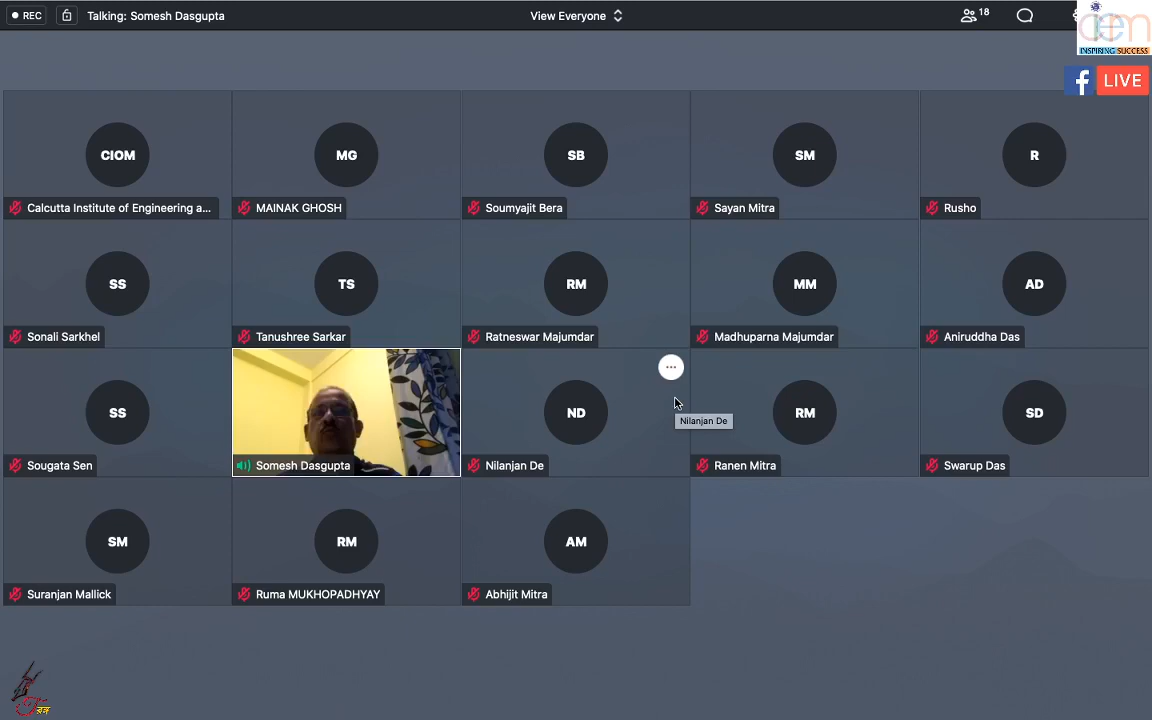 REC
Talking: Somesh Dasgupta
View Everyone
18
INSPIRING SUCCESS
f LIVE
CIOM
MG
SB
SM
R
Calcutta Institute of Engineering a...
MAINAK GHOSH
Soumyajit Bera
Sayan Mitra
Rusho
SS
TS
RM
MM
AD
Sonali Sarkhel
Tanushree Sarkar
Ratneswar Majumdar
Madhuparna Majumdar
Aniruddha Das
SS
ND
RM
SD
Nilanjan De
Sougata Sen
Somesh Dasgupta
Nilanjan De
Ranen Mitra
Swarup Das
SM
RM
AM
Suranjan Mallick
Ruma MUKHOPADHYAY
Abhijit Mitra